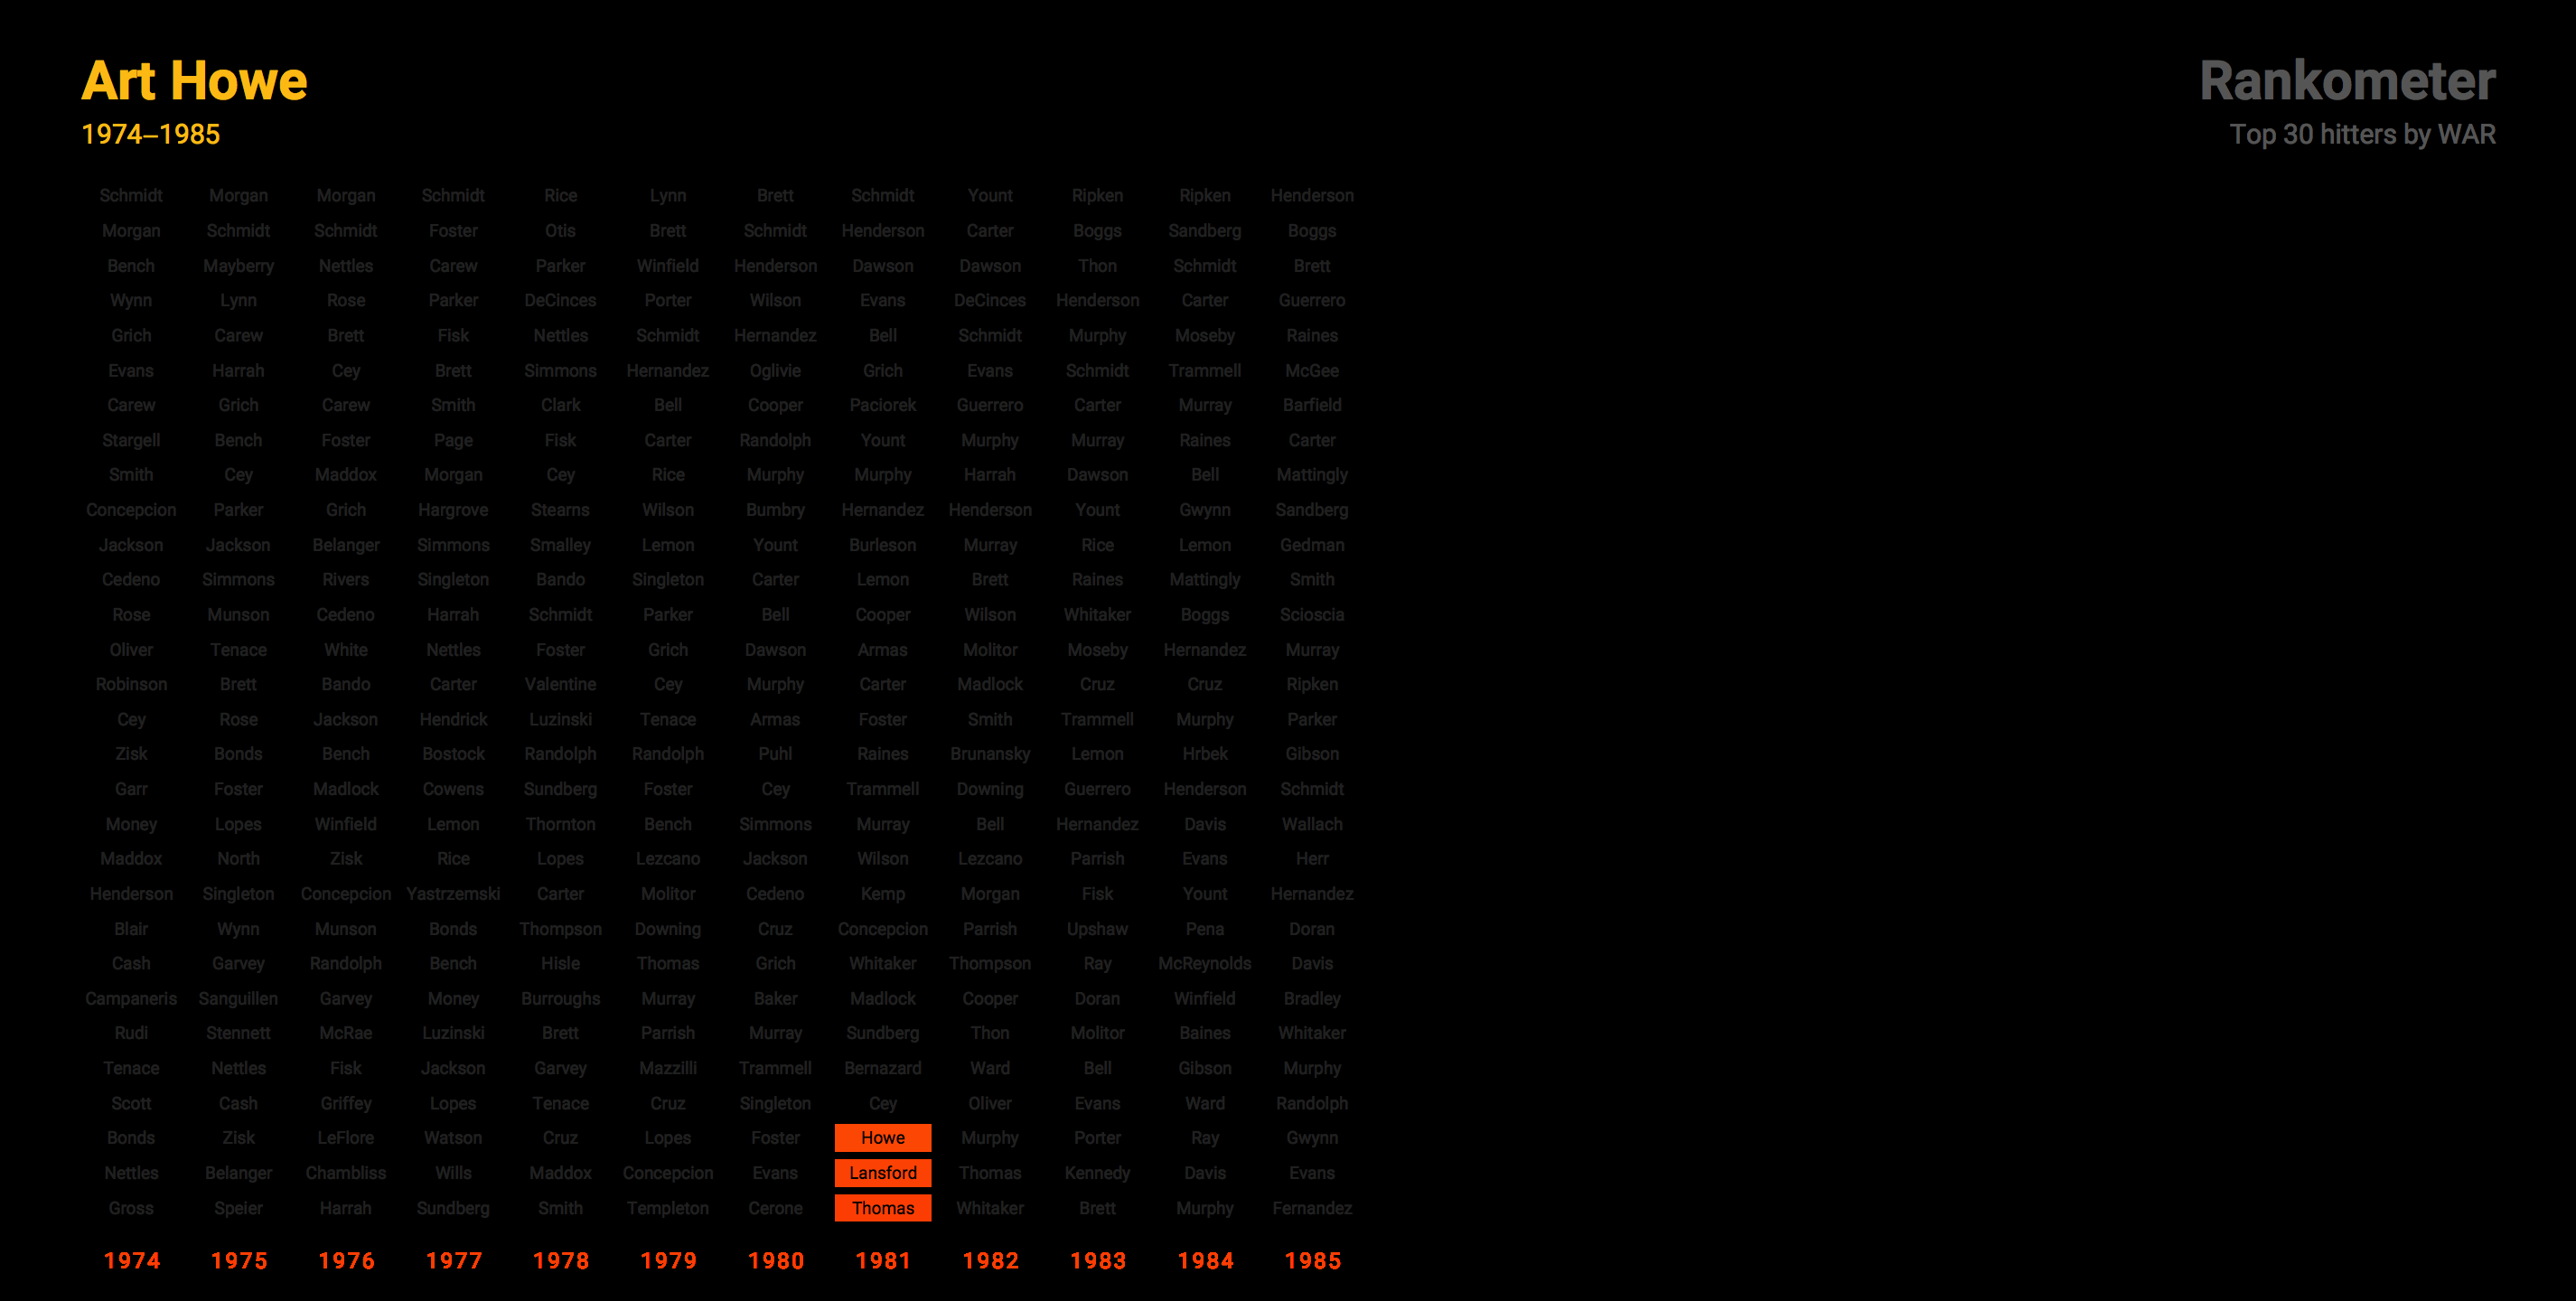 Art Howe
1974–1985
Rankometer
Top 30 hitters by WAR
Schmidt Morgan Morgan Schmidt Rice Lynn Brett Schmidt Yount Ripken Ripken Henderson
Morgan Schmidt Schmidt Foster Otis Brett Schmidt Henderson Carter Boggs Sandberg Boggs
Bench Mayberry Nettles Carew Parker Winfield Henderson Dawson Dawson Thon Schmidt Brett
Wynn Lynn Rose Parker DeCinces Porter Wilson Evans DeCinces Henderson Carter Guerrero
Grich Carew Brett Fisk Nettles Schmidt Hernandez Bell Schmidt Murphy Moseby Raines
Evans Harrah Cey Brett Simmons Hernandez Oglivie Grich Evans Schmidt Trammell McGee
Carew Grich Carew Smith Clark Bell Cooper Paciorek Guerrero Carter Murray Barfield
Stargell Bench Foster Page Fisk Carter Randolph Yount Murphy Murray Raines Carter
Smith Cey Maddox Morgan Cey Rice Murphy Murphy Harrah Dawson Bell Mattingly
Concepcion Parker Grich Hargrove Stearns Wilson Bumbry Hernandez Henderson Yount Gwynn Sandberg
Jackson Jackson Belanger Simmons Smalley Lemon Yount Burleson Murray Rice Lemon Gedman
Cedeno Simmons Rivers Singleton Bando Singleton Carter Lemon Brett Raines Mattingly Smith
Rose Munson Cedeno Harrah Schmidt Parker Bell Cooper Wilson Whitaker Boggs Scioscia
Oliver Tenace White Nettles Foster Grich Dawson Armas Molitor Moseby Hernandez Murray
Robinson Brett Bando Carter Valentine Cey Murphy Carter Madlock Cruz Cruz Ripken
Cey Rose Jackson Hendrick Luzinski Tenace Armas Foster Smith Trammell Murphy Parker
Zisk Bonds Bench Bostock Randolph Randolph Puhl Raines Brunansky Lemon Hrbek Gibson
Garr Foster Madlock Cowens Sundberg Foster Cey Trammell Downing Guerrero Henderson Schmidt
Money Lopes Winfield Lemon Thornton Bench Simmons Murray Bell Hernandez Davis Wallach
Maddox North Zisk Rice Lopes Lezcano Jackson Wilson Lezcano Parrish Evans Herr
Henderson Singleton Concepcion Yastrzemski Carter Molitor Cedeno Kemp Morgan Fisk Yount Hernandez
Blair Wynn Munson Bonds Thompson Downing Cruz Concepcion Parrish Upshaw Pena Doran
Cash Garvey Randolph Bench Hisle Thomas Grich Whitaker Thompson Ray McReynolds Davis
Campaneris Sanguillen Garvey Money Burroughs Murray Baker Madlock Cooper Doran Winfield Bradley
Rudi Stennett McRae Luzinski Brett Parrish Murray Sundberg Thon Molitor Baines Whitaker
Tenace Nettles Fisk Jackson Garvey Mazzilli Trammell Bernazard Ward Bell Gibson Murphy
Scott Cash Griffey Lopes Tenace Cruz Singleton Cey Oliver Evans Ward Randolph
Bonds Zisk LeFlore Watson Cruz Lopes Foster Howe Murphy Porter Ray Gwynn
Nettles Belanger Chambliss Wills Maddox Concepcion Evans Lansford Thomas Kennedy Davis Evans
Gross Speier Harrah Sundberg Smith Templeton Cerone Thomas Whitaker Brett Murphy Fernandez
1974 1975 1976 1977 1978 1979 1980 1981 1982 1983 1984 1985